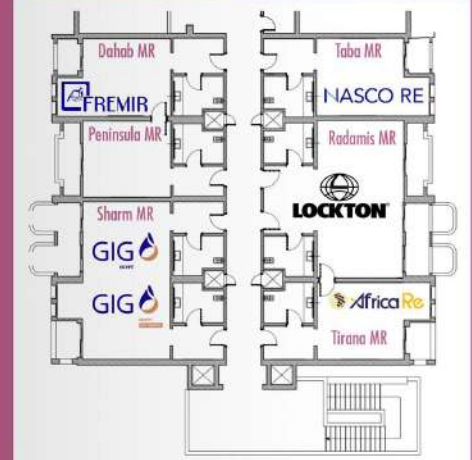 Dahab MR
FREMIR
Peninsula MR
Sharm MR
GIG
EGYPT
GIG
Taba MR
NASCO RE
Radamis MR
LOCKTON
Africa Re
Tirana MR